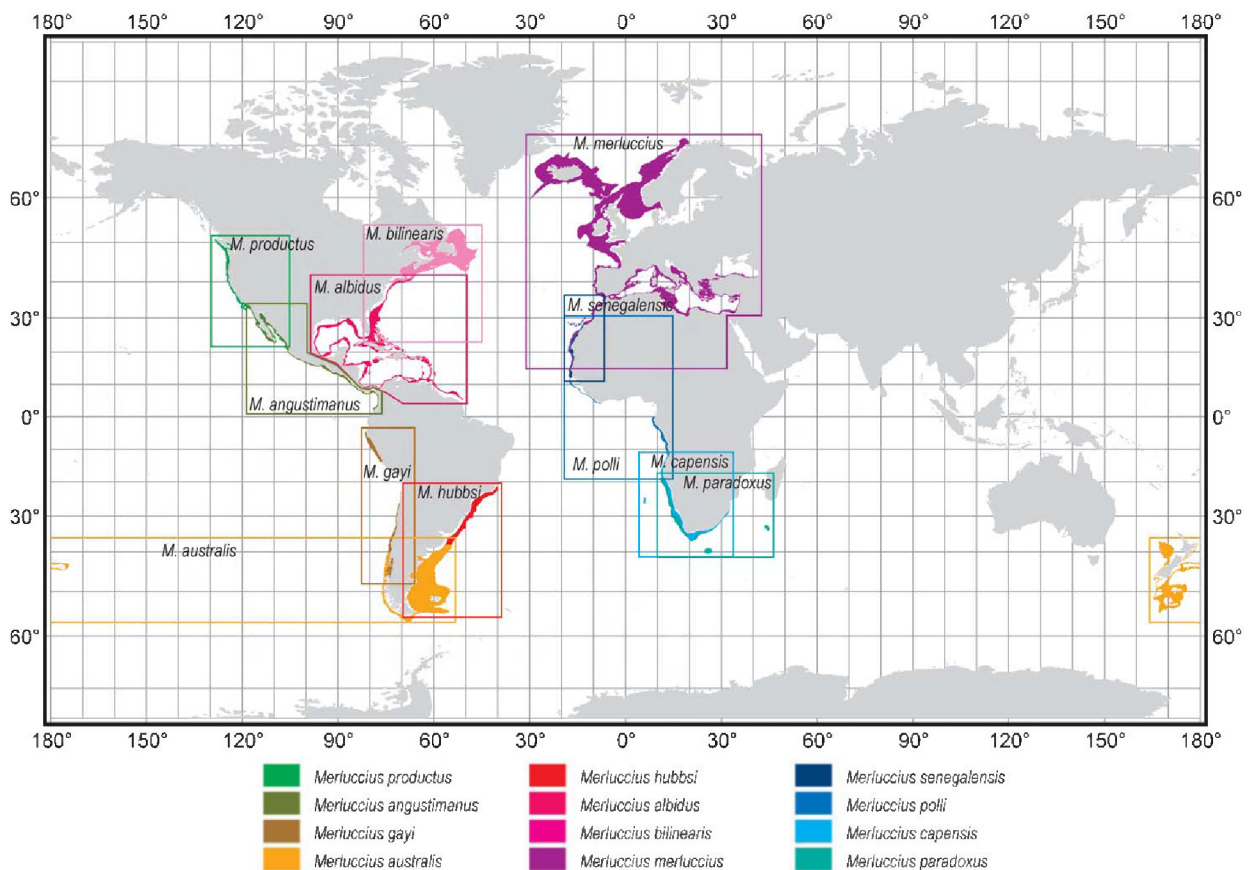 180° 150° 120° 90° 60° 30° 0° 30° 60° 90° 120° 150° 180°
M. merluccius
60° 60°
M. productus
M. bilinearis
M. albidus
M. senegalensis
30° 30°
M. angustimanus
0° 0°
M. gayi
M. polli
M. capensis
M. paradoxus
M. hubbsi
30° 30°
M. australis
60° 60°
180° 150° 120° 90° 60° 30° 0° 30° 60° 90° 120° 150° 180°
Merluccius productus
Merluccius angustimanus
Merluccius gayi
Merluccius australis
Merluccius hubbsi
Merluccius albidus
Merluccius bilinearis
Merluccius merluccius
Merluccius senegalensis
Merluccius polli
Merluccius capensis
Merluccius paradoxus